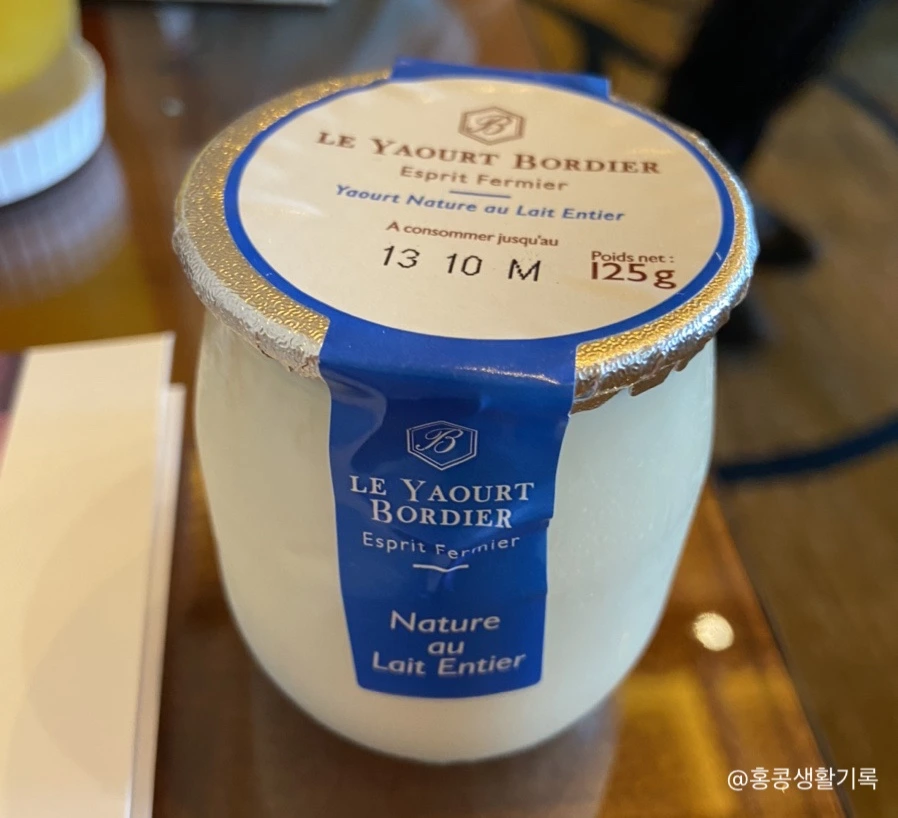 B
LE YAOURT BORDIER
Esprit Fermier
Yaourt Nature au Lait Entier
A consommer jusqu'au
13 10 M
Poids net :
125g
B
LE YAOURT
BORDIER
Esprit Fermier
Nature
au
Lait Entier
@홍콩생활기록